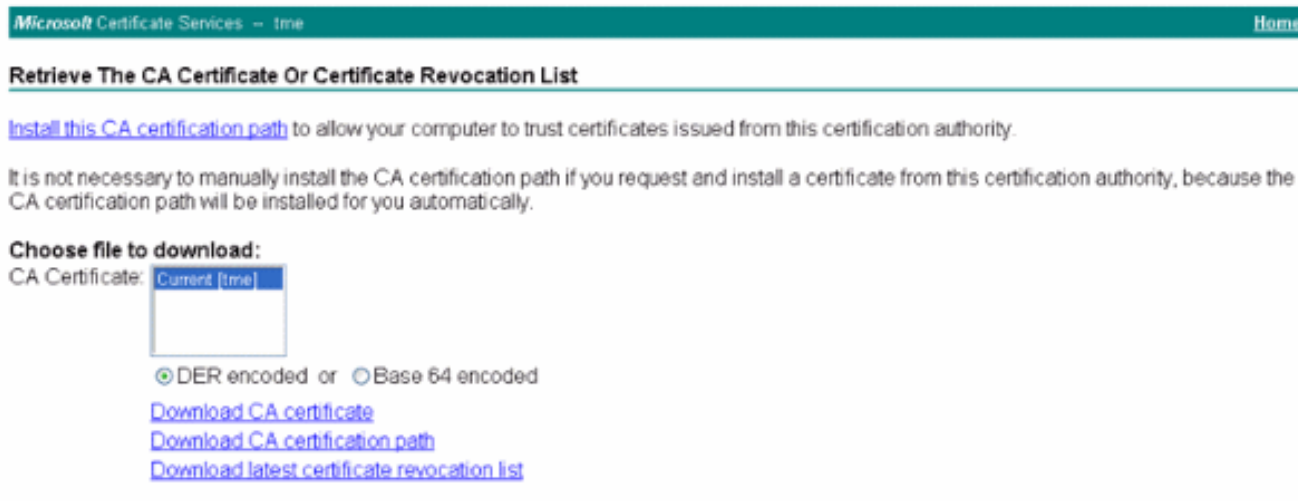 Microsoft Certificate Services -- tme Home
Retrieve The CA Certificate Or Certificate Revocation List
Install this CA certification path to allow your computer to trust certificates issued from this certification authority.
It is not necessary to manually install the CA certification path if you request and install a certificate from this certification authority, because the
CA certification path will be installed for you automatically.
Choose file to download:
CA Certificate: Current [tme]
DER encoded or Base 64 encoded
Download CA certificate
Download CA certification path
Download latest certificate revocation list